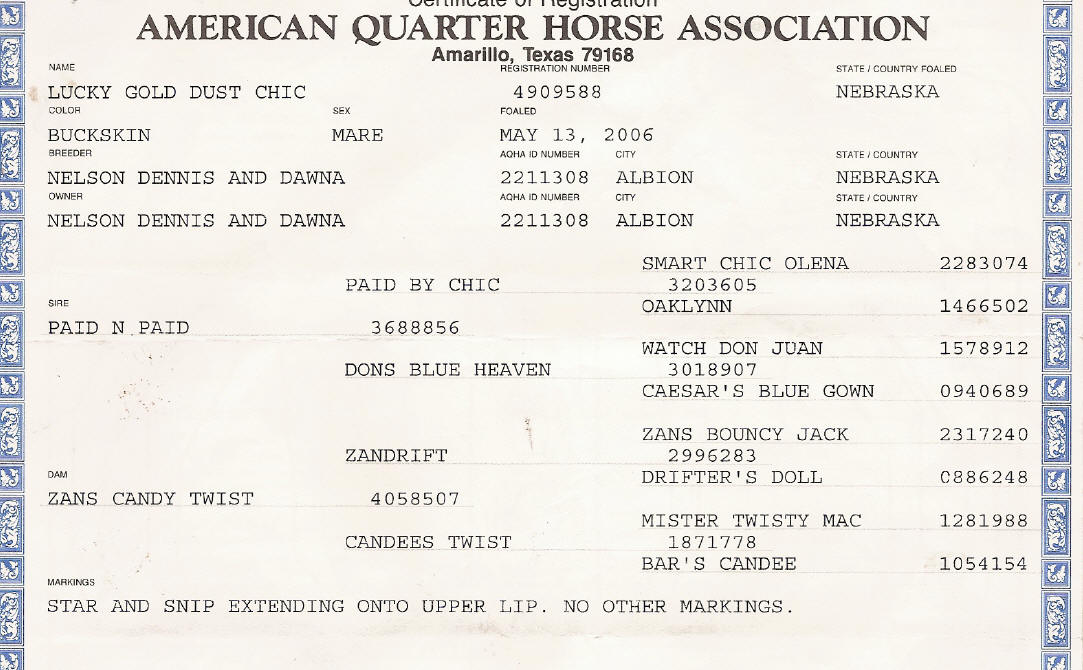 Certificate of Registration
AMERICAN QUARTER HORSE ASSOCIATION
Amarillo, Texas 79168
NAME REGISTRATION NUMBER STATE / COUNTRY FOALED
LUCKY GOLD DUST CHIC 4909588 NEBRASKA
COLOR SEX FOALED
BUCKSKIN MARE MAY 13, 2006
BREEDER AQHA ID NUMBER CITY STATE / COUNTRY
NELSON DENNIS AND DAWNA 2211308 ALBION NEBRASKA
OWNER AQHA ID NUMBER CITY STATE / COUNTRY
NELSON DENNIS AND DAWNA 2211308 ALBION NEBRASKA
SMART CHIC OLENA 2283074
PAID BY CHIC 3203605
SIRE OAKLYNN 1466502
PAID N PAID 3688856
WATCH DON JUAN 1578912
DONS BLUE HEAVEN 3018907
CAESAR'S BLUE GOWN 0940689
ZANS BOUNCY JACK 2317240
ZANDRIFT 2996283
DAM DRIFTER'S DOLL 0886248
ZANS CANDY TWIST 4058507
MISTER TWISTY MAC 1281988
CANDEES TWIST 1871778
BAR'S CANDEE 1054154
MARKINGS
STAR AND SNIP EXTENDING ONTO UPPER LIP. NO OTHER MARKINGS.